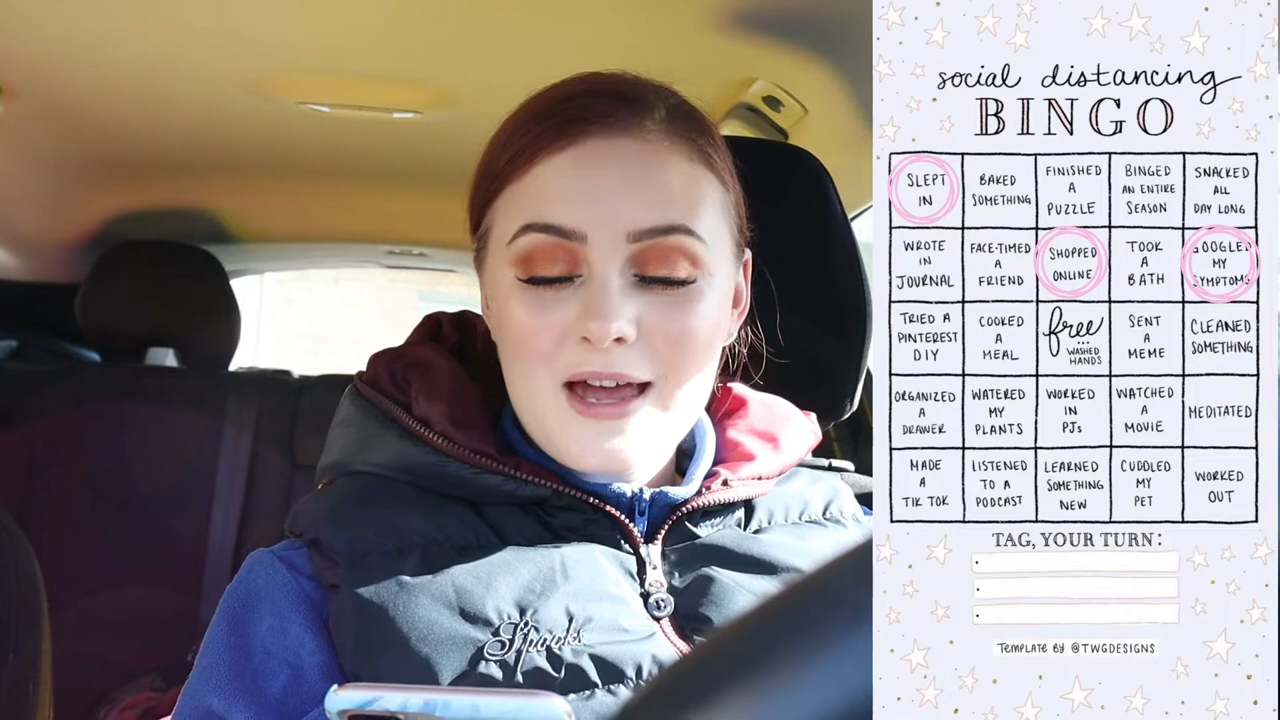 social distancing
BINGO
SLEPT
IN
BAKED
SOMETHING
FINISHED
A
PUZZLE
BINGED
AN ENTIRE
SEASON
SNACKED
ALL
DAY LONG
WROTE
IN
JOURNAL
FACE-TIMED
A
FRIEND
SHOPPED
ONLINE
TOOK
A
BATH
GOOGLED
MY
SYMPTOMS
TRIED A
PINTEREST
DIY
COOKED
A
MEAL
free...
WASHED
HANDS
SENT
A
MEME
CLEANED
SOMETHING
ORGANIZED
A
DRAWER
WATERED
MY
PLANTS
WORKED
IN
PJs
WATCHED
A
MOVIE
MEDITATED
MADE
A
TIK TOK
LISTENED
TO A
PODCAST
LEARNED
SOMETHING
NEW
CUDDLED
MY
PET
WORKED
OUT
TAG, YOUR TURN:
TEMPLATE BY @TWGDESIGNS
Spooks